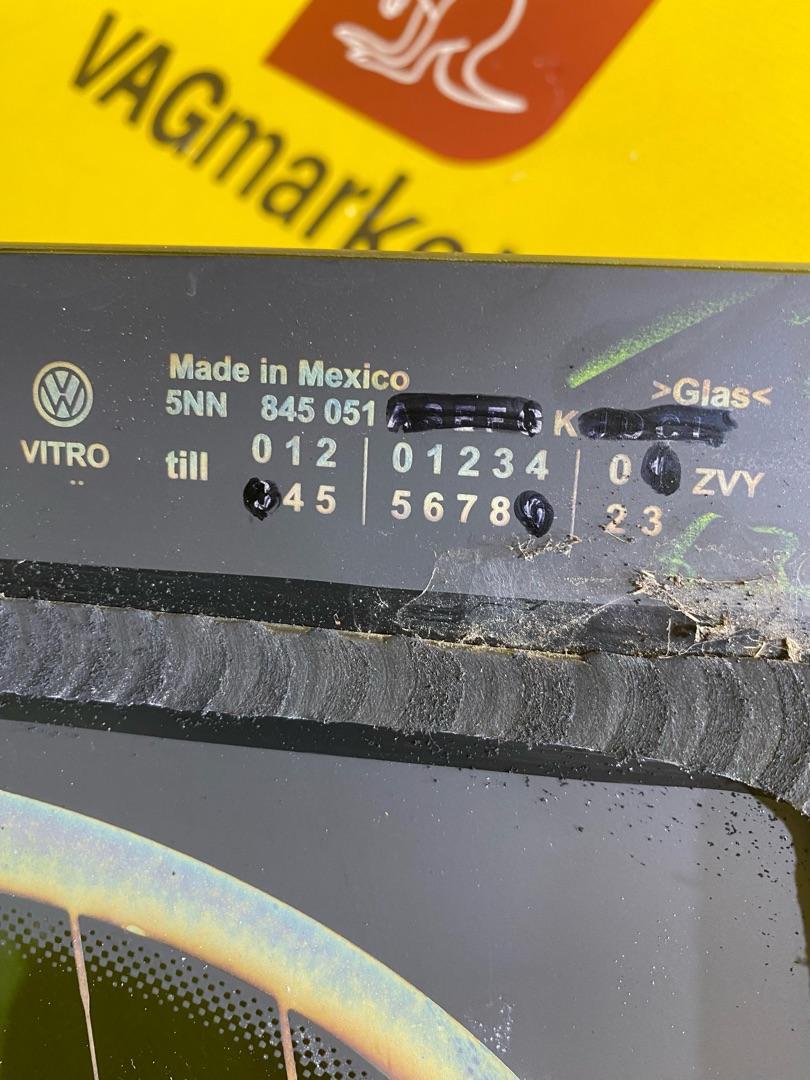 VAGmarke
Made in Mexico
5NN 845 051 K
>Glas<
VITRO
till
0 1 2 | 0 1 2 3 4 | 0 ZVY
4 5 | 5 6 7 8 | 2 3